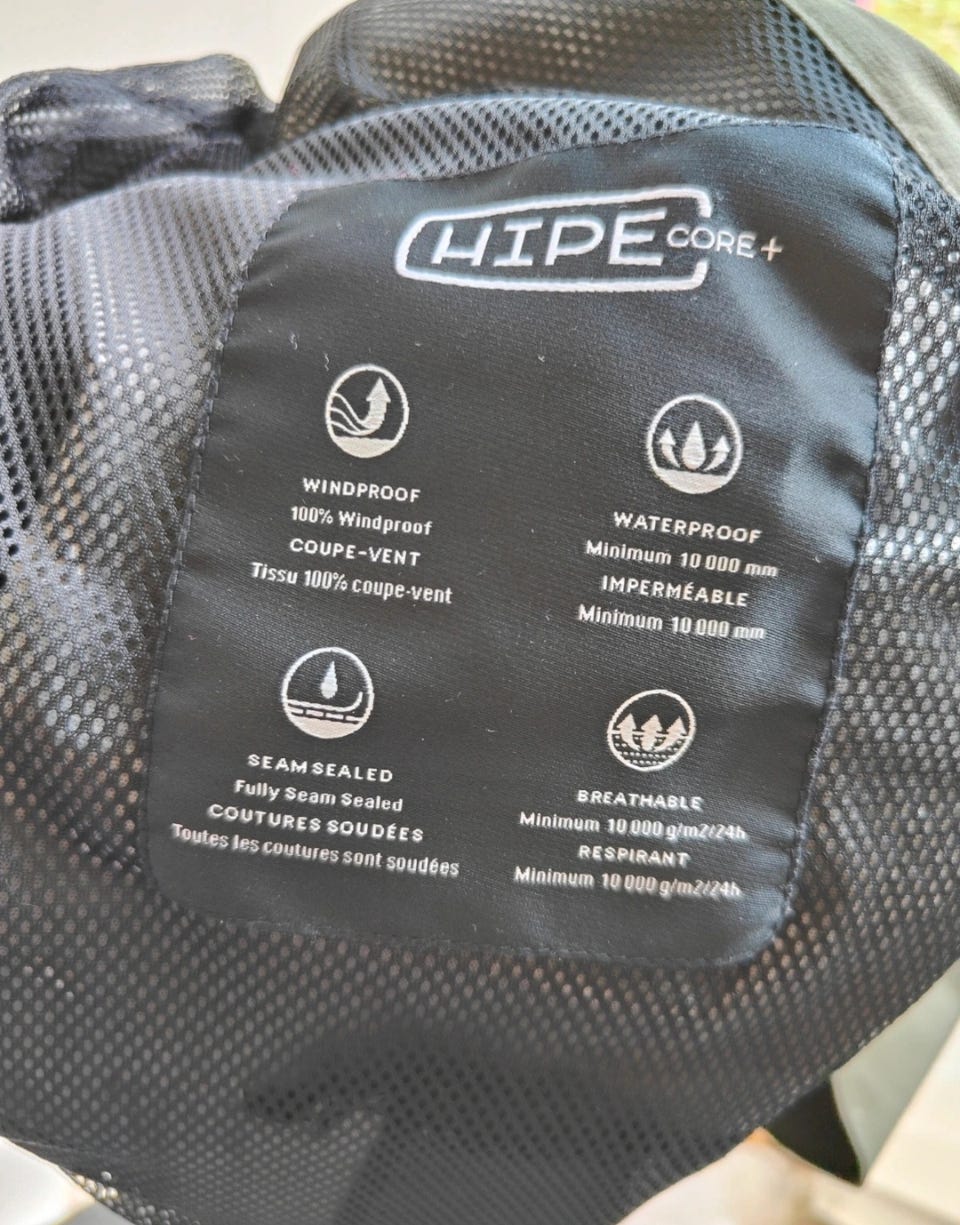 HIPE CORE+
WINDPROOF
100% Windproof
COUPE-VENT
Tissu 100% coupe-vent
WATERPROOF
Minimum 10 000 mm
IMPERMÉABLE
Minimum 10 000 mm
SEAM SEALED
Fully Seam Sealed
COUTURES SOUDÉES
Toutes les coutures sont soudées
BREATHABLE
Minimum 10 000 g/m2/24h
RESPIRANT
Minimum 10 000 g/m2/24h